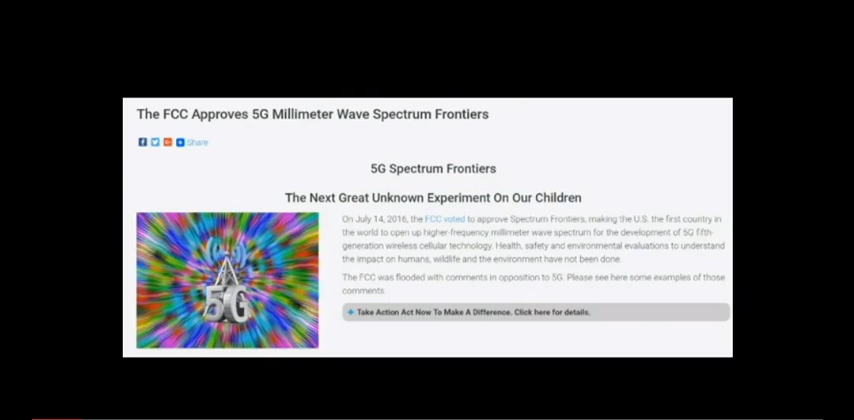 The FCC Approves 5G Millimeter Wave Spectrum Frontiers
Share
5G Spectrum Frontiers
The Next Great Unknown Experiment On Our Children
On July 14, 2016, the FCC voted to approve Spectrum Frontiers, making the U.S. the first country in
the world to open up higher-frequency millimeter wave spectrum for the development of 5G fifth-
generation wireless cellular technology. Health, safety and environmental evaluations to understand
the impact on humans, wildlife and the environment have not been done.
The FCC was flooded with comments in opposition to 5G. Please see here some examples of those
comments.
Take Action Act Now To Make A Difference. Click here for details.
5G